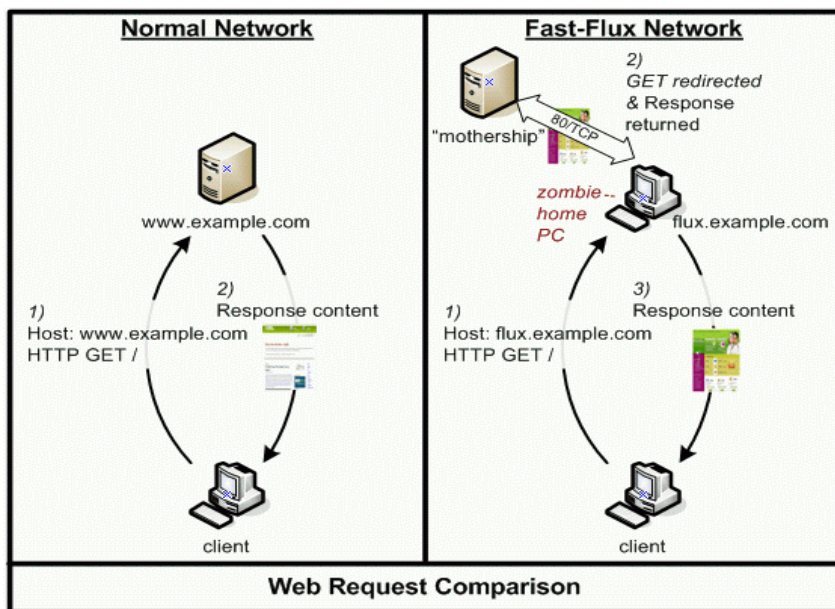 Normal Network
www.example.com
1)
Host: www.example.com
HTTP GET /
2)
Response content
client
Fast-Flux Network
"mothership"
80/TCP
2)
GET redirected
& Response
returned
zombie--
home
PC
flux.example.com
1)
Host: flux.example.com
HTTP GET /
3)
Response content
client
Web Request Comparison